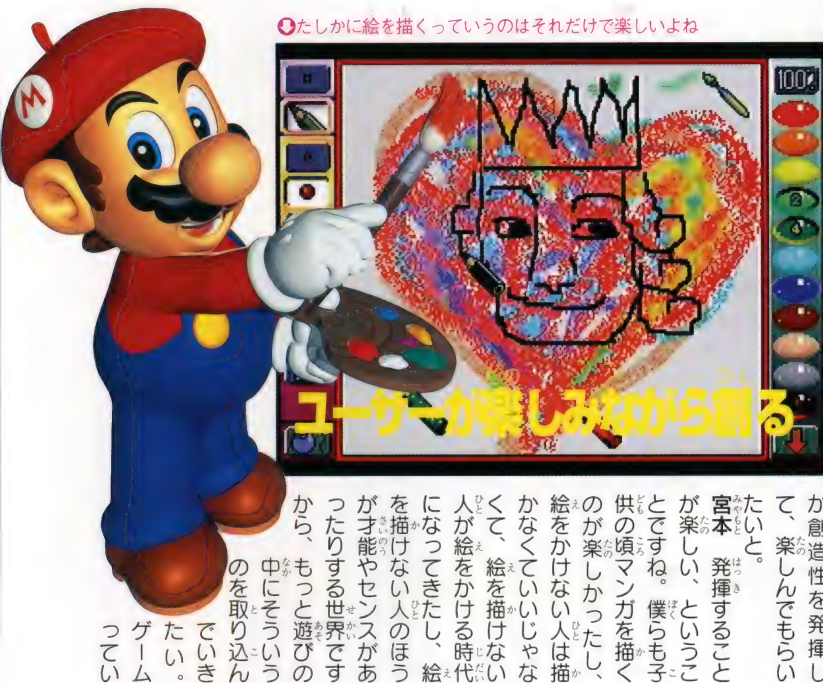 たしかに絵を描くっていうのはそれだけで楽しいよね
M
100%
2
4
ユーザーが楽しみながら創る
が創造性を発揮し
て、楽しんでもらい
たいと。
宮本 発揮すること
が楽しい、というこ
とですね。僕らも子
供の頃マンガを描く
のが楽しかったし、
絵をかけない人は描
かなくていいじゃな
くて、絵を描けない
人が絵をかける時代
になってきたし、絵
を描けない人のほう
が才能やセンスがあ
ったりする世界です
から、もっと遊びの
中にそういう
のを取り込ん
でいき
たい。
ゲーム
ってい